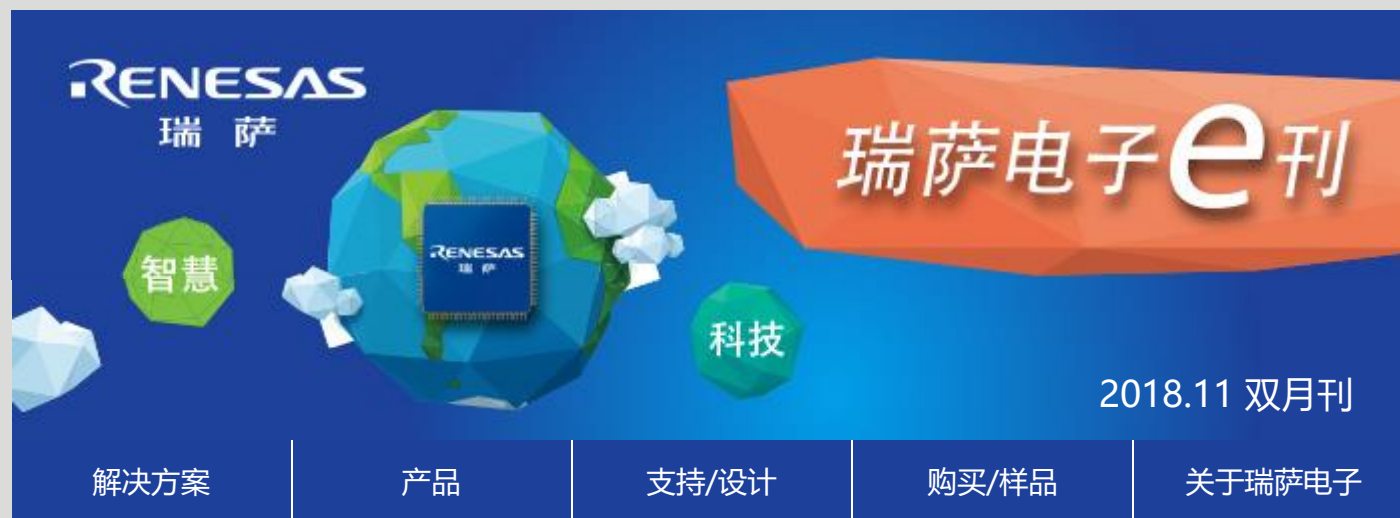 RENESAS
瑞萨
瑞萨电子e刊
RENESAS
瑞萨
智慧
科技
2018.11 双月刊
解决方案
产品
支持/设计
购买/样品
关于瑞萨电子